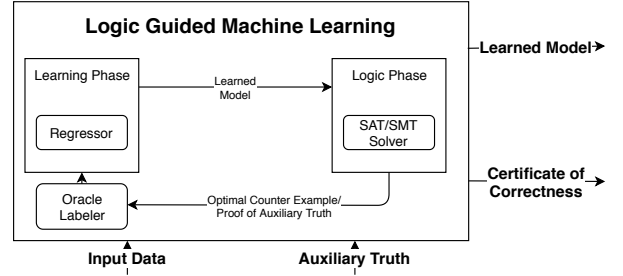 Logic Guided Machine Learning
Learning Phase
Regressor
Learned
Model
Logic Phase
SAT/SMT
Solver
Oracle
Labeler
Optimal Counter Example/
Proof of Auxiliary Truth
Learned Model
Certificate of
Correctness
Input Data
Auxiliary Truth